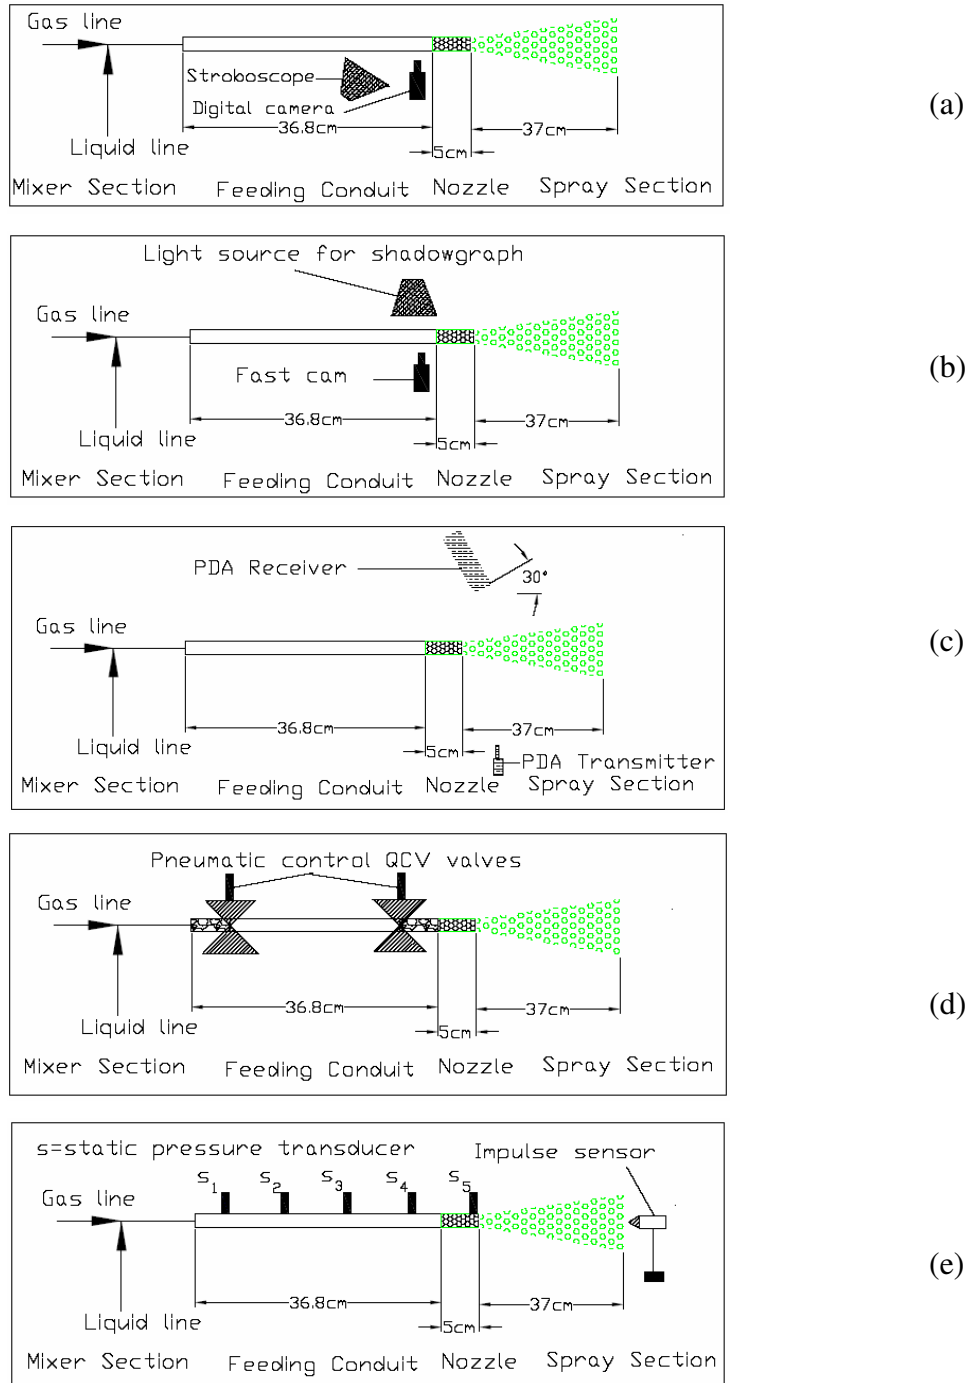 Gas line
Stroboscope
Digital camera
36.8cm
37cm
5cm
Liquid line
Mixer Section Feeding Conduit Nozzle Spray Section
(a)
Light source for shadowgraph
Gas line
Fast cam
36.8cm
37cm
5cm
Liquid line
Mixer Section Feeding Conduit Nozzle Spray Section
(b)
PDA Receiver
30°
Gas line
36.8cm
37cm
5cm
Liquid line
PDA Transmitter
Mixer Section Feeding Conduit Nozzle Spray Section
(c)
Pneumatic control QCV valves
Gas line
36.8cm
37cm
5cm
Liquid line
Mixer Section Feeding Conduit Nozzle Spray Section
(d)
s=static pressure transducer
Impulse sensor
S1 S2 S3 S4 S5
Gas line
36.8cm
37cm
5cm
Liquid line
Mixer Section Feeding Conduit Nozzle Spray Section
(e)